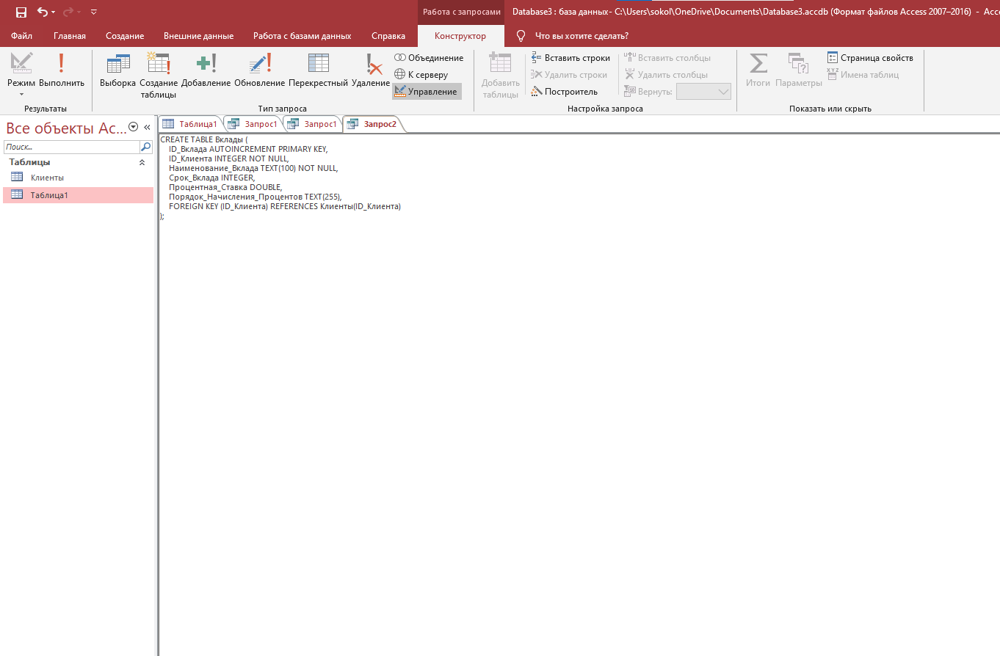 Работа с запросами
Database3 : база данных- C:\Users\sokol\OneDrive\Documents\Database3.accdb (Формат файлов Access 2007–2016) - Acce
Файл Главная Создание Внешние данные Работа с базами данных Справка Конструктор Что вы хотите сделать?
Режим Выполнить
Результаты
Выборка Создание таблицы Добавление Обновление Перекрестный Удаление
Объединение
К серверу
Управление
Тип запроса
Добавить таблицы
Вставить строки
Удалить строки
Построитель
Вставить столбцы
Удалить столбцы
Вернуть:
Настройка запроса
Итоги Параметры
Страница свойств
Имена таблиц
Показать или скрыть
Все объекты Ac...
Поиск...
Таблицы
Клиенты
Таблица1
Таблица1 Запрос1 Запрос1 Запрос2
CREATE TABLE Вклады (
ID_Вклада AUTOINCREMENT PRIMARY KEY,
ID_Клиента INTEGER NOT NULL,
Наименование_Вклада TEXT(100) NOT NULL,
Срок_Вклада INTEGER,
Процентная_Ставка DOUBLE,
Порядок_Начисления_Процентов TEXT(255),
FOREIGN KEY (ID_Клиента) REFERENCES Клиенты(ID_Клиента)
);